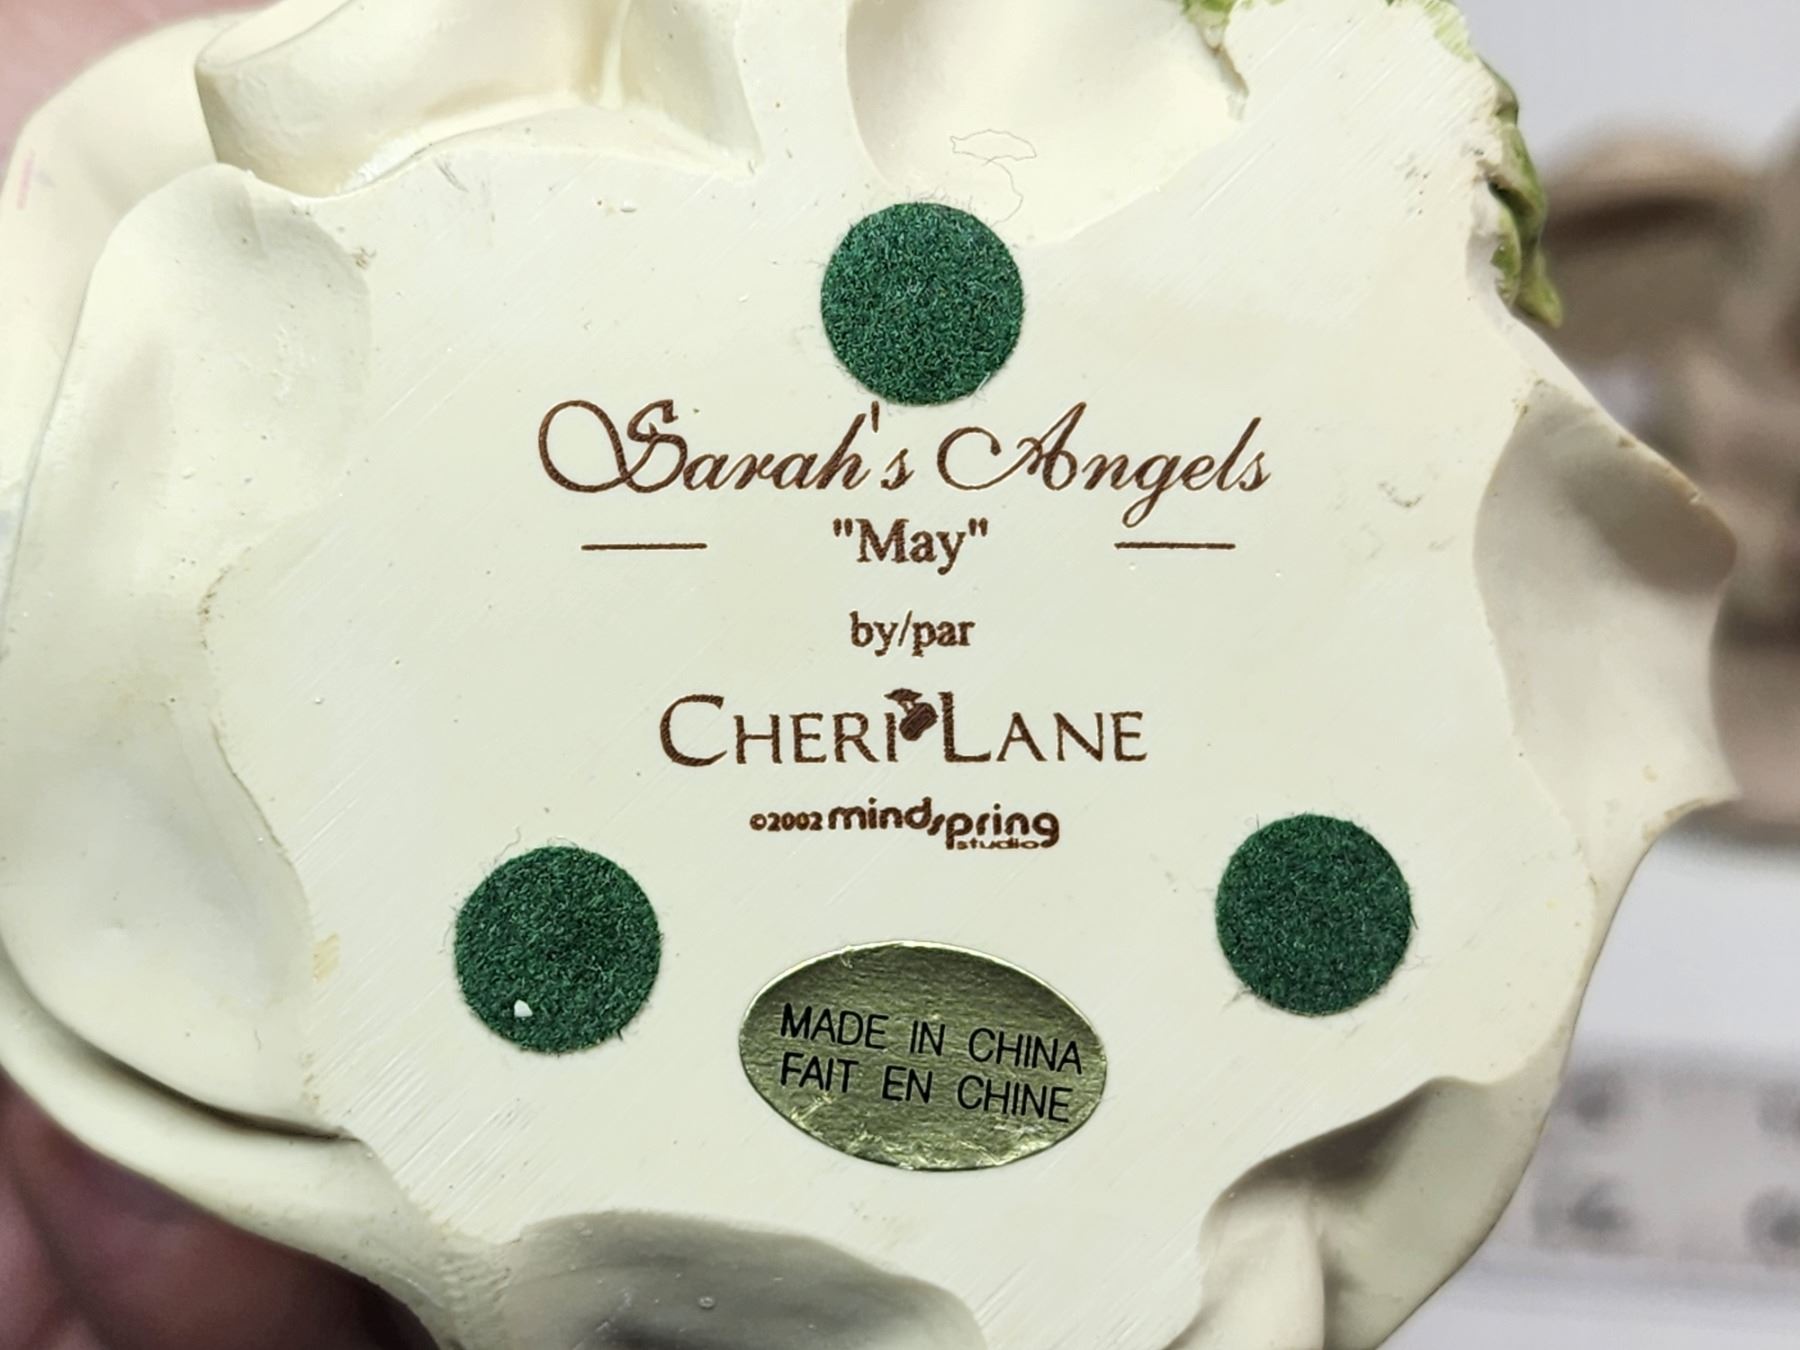 Sarah's Angels
"May"
by/par
CHERI LANE
©2002 mindspring
studio
MADE IN CHINA
FAIT EN CHINE